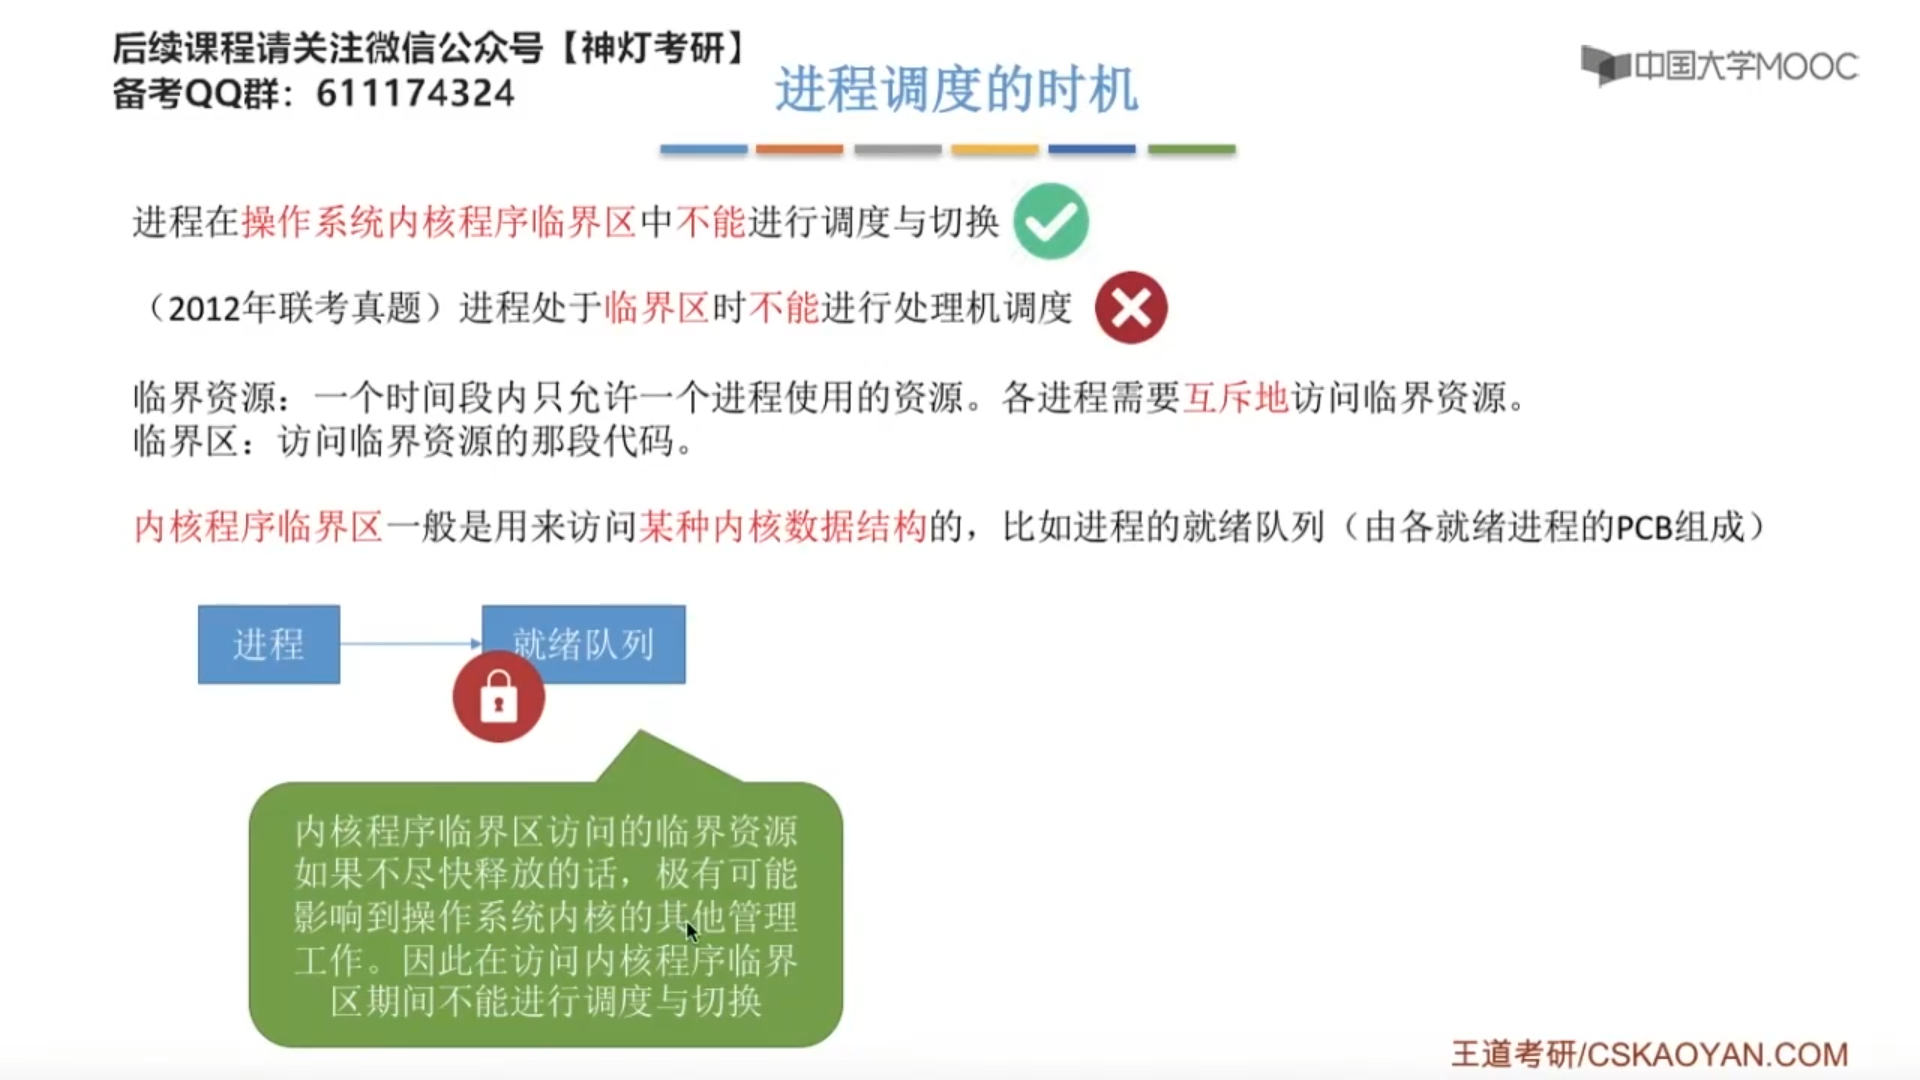 后续课程请关注微信公众号【神灯考研】
备考QQ群：611174324
进程调度的时机
中国大学MOOC
进程在操作系统内核程序临界区中不能进行调度与切换
（2012年联考真题）进程处于临界区时不能进行处理机调度
临界资源：一个时间段内只允许一个进程使用的资源。各进程需要互斥地访问临界资源。
临界区：访问临界资源的那段代码。
内核程序临界区一般是用来访问某种内核数据结构的，比如进程的就绪队列（由各就绪进程的PCB组成）
进程
就绪队列
内核程序临界区访问的临界资源
如果不尽快释放的话，极有可能
影响到操作系统内核的其他管理
工作。因此在访问内核程序临界
区期间不能进行调度与切换
王道考研/CSKAOYAN.COM